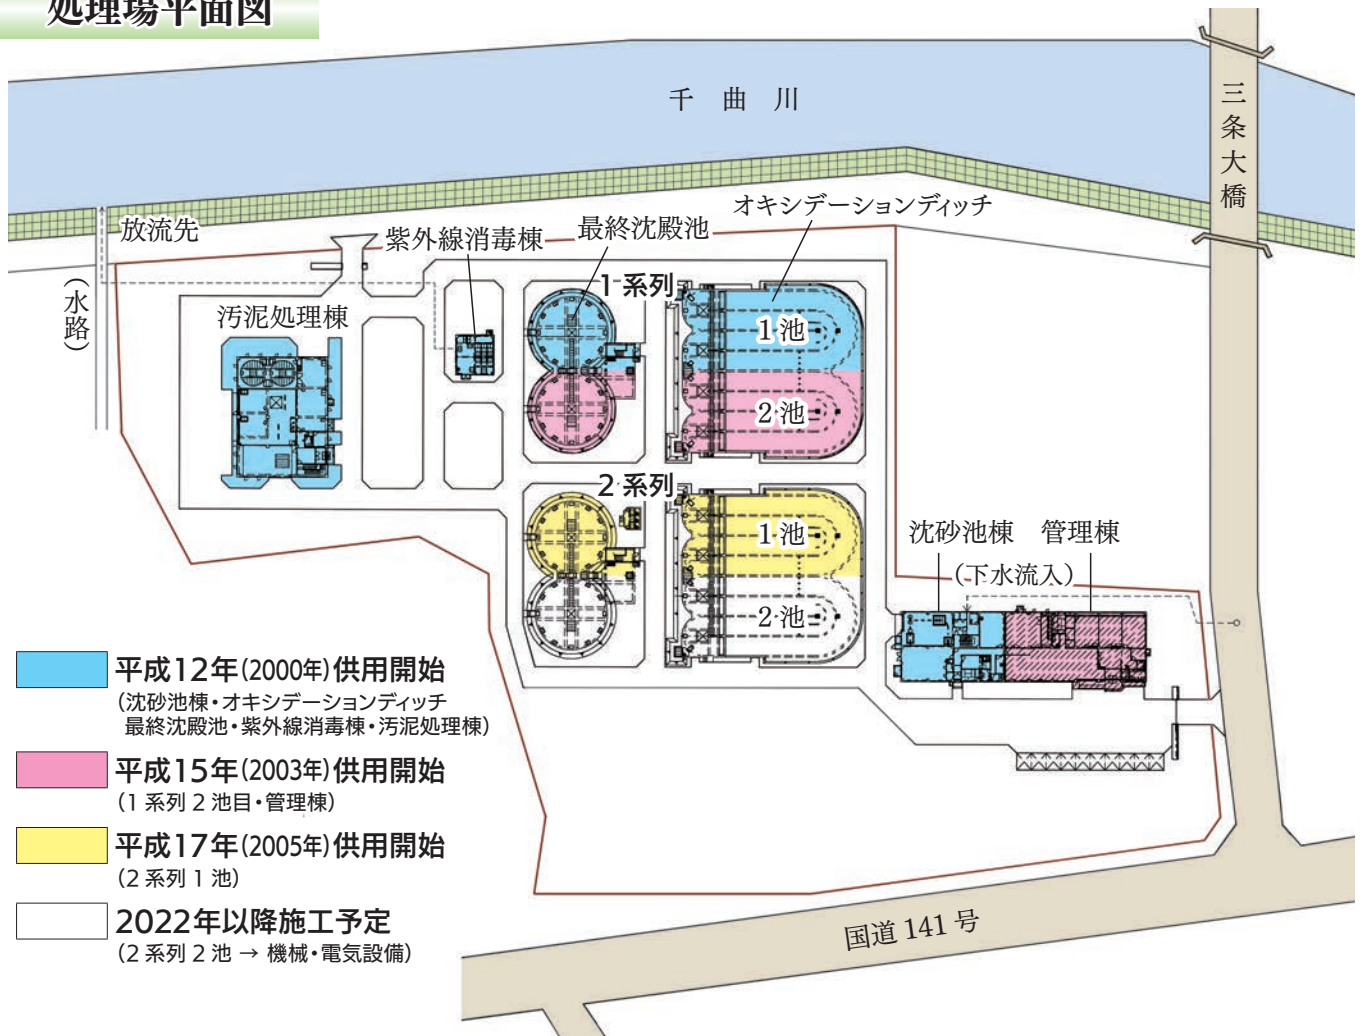 処理場平面図
千曲川
三条大橋
放流先
(水路)
紫外線消毒棟
最終沈殿池
オキシデーションディッチ
汚泥処理棟
1系列
1池
2池
2系列
1池
2池
沈砂池棟 管理棟
(下水流入)
平成12年(2000年)供用開始
(沈砂池棟・オキシデーションディッチ
最終沈殿池・紫外線消毒棟・汚泥処理棟)
平成15年(2003年)供用開始
(1系列2池目・管理棟)
平成17年(2005年)供用開始
(2系列1池)
2022年以降施工予定
(2系列2池 → 機械・電気設備)
国道141号